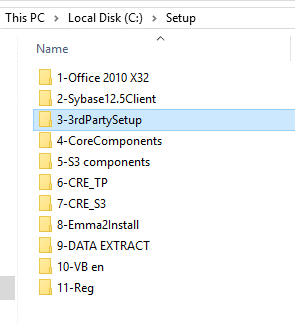 This PC > Local Disk (C:) > Setup
Name
1-Office 2010 X32
2-Sybase12.5Client
3-3rdPartySetup
4-CoreComponents
5-S3 components
6-CRE_TP
7-CRE_S3
8-Emma2Install
9-DATA EXTRACT
10-VB en
11-Reg